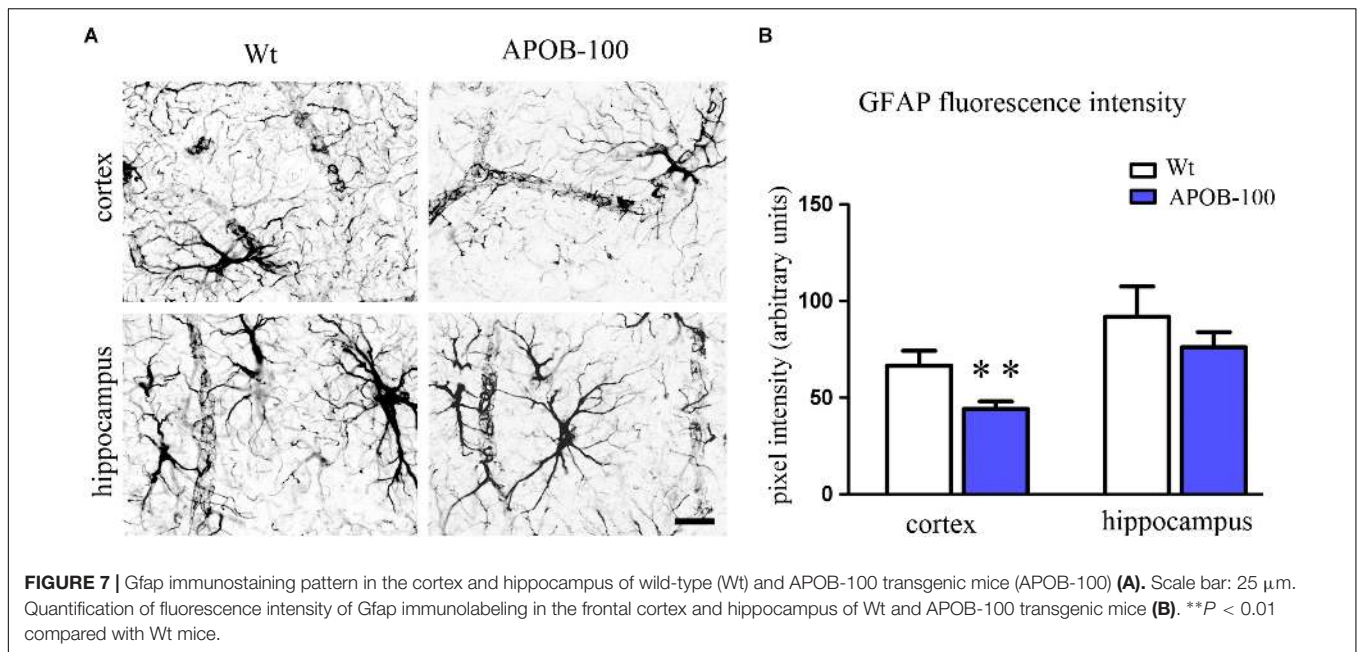 A
Wt
APOB-100
cortex
hippocampus
B
GFAP fluorescence intensity
Wt
APOB-100
pixel intensity (arbitrary units)
150
100
50
0
* *
cortex
hippocampus
FIGURE 7 | Gfap immunostaining pattern in the cortex and hippocampus of wild-type (Wt) and APOB-100 transgenic mice (APOB-100) (A). Scale bar: 25 μm.
Quantification of fluorescence intensity of Gfap immunolabeling in the frontal cortex and hippocampus of Wt and APOB-100 transgenic mice (B). **P < 0.01
compared with Wt mice.